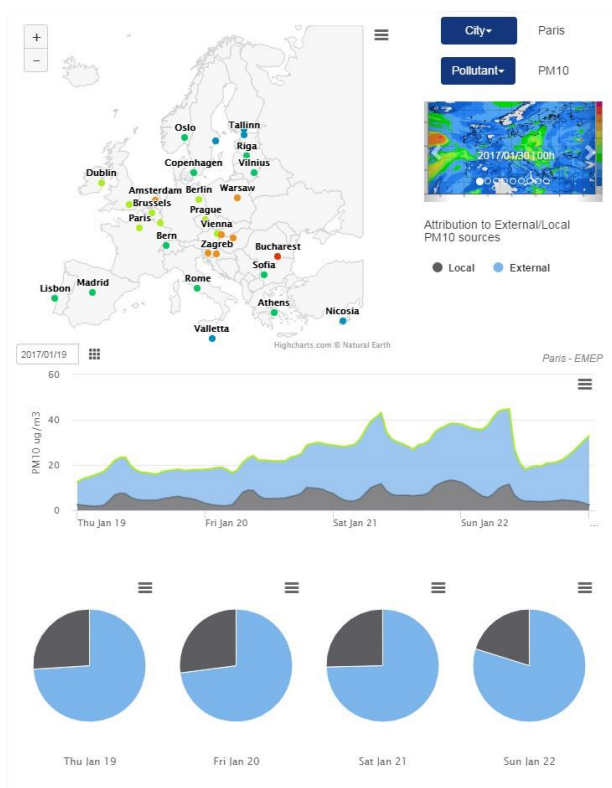 +
−
City
Paris
Pollutant
PM10
2017/01/30 00h
Attribution to External/Local
PM10 sources
Local
External
Oslo
Tallinn
Riga
Copenhagen
Vilnius
Dublin
Amsterdam
Berlin
Warsaw
Brussels
Prague
Paris
Vienna
Bern
Zagreb
Bucharest
Sofia
Lisbon
Madrid
Rome
Athens
Nicosia
Valletta
Highcharts.com © Natural Earth
2017/01/19
Paris - EMEP
PM10 ug/m3
60
40
20
0
Thu Jan 19
Fri Jan 20
Sat Jan 21
Sun Jan 22
...
Thu Jan 19
Fri Jan 20
Sat Jan 21
Sun Jan 22